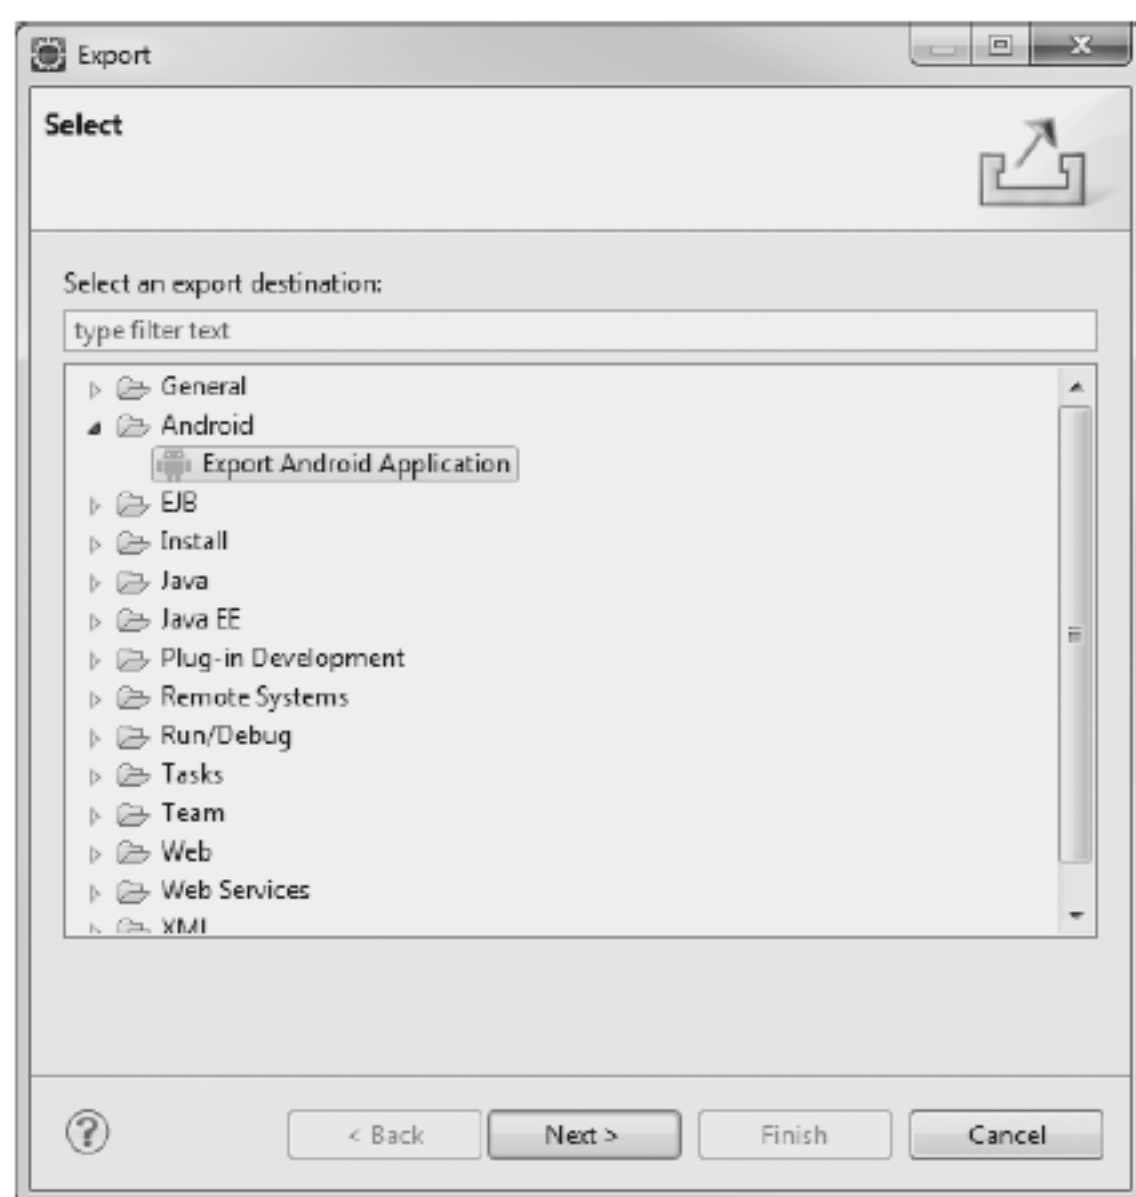 Export
Select
Select an export destination:
type filter text
General
Android
Export Android Application
EJB
Install
Java
Java EE
Plug-in Development
Remote Systems
Run/Debug
Tasks
Team
Web
Web Services
XML
?
< Back
Next >
Finish
Cancel